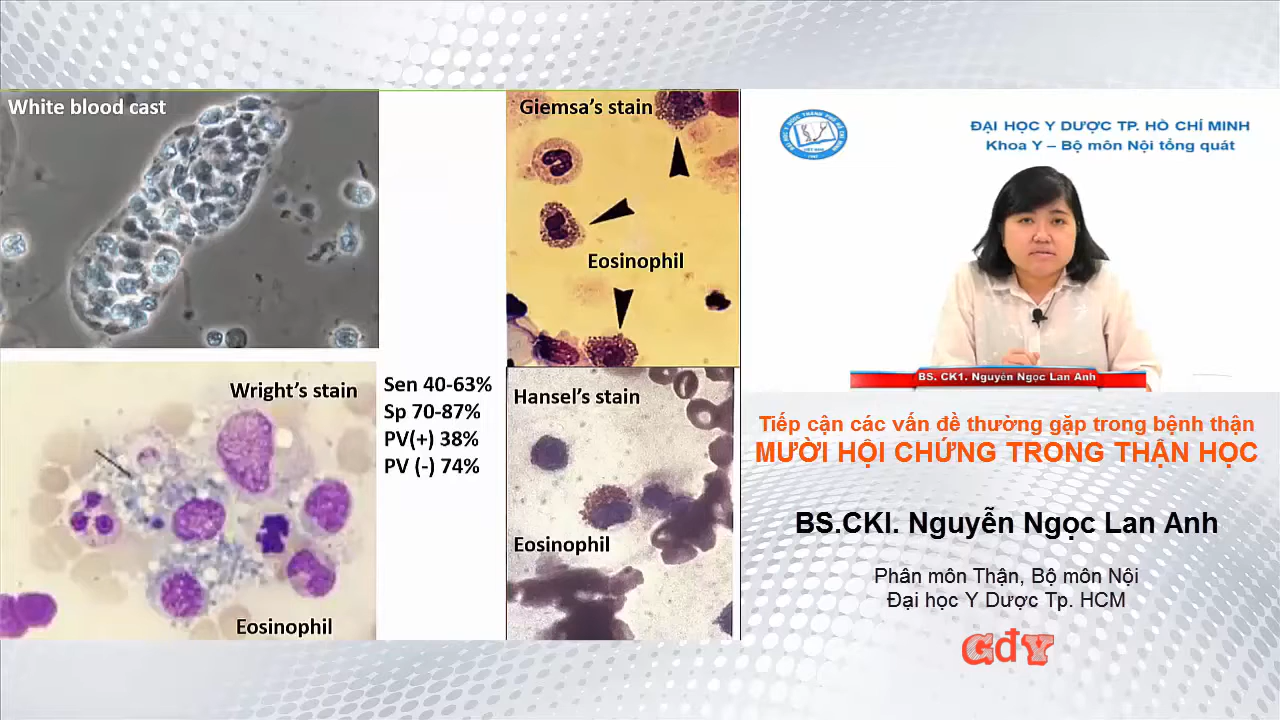 White blood cast
Giemsa's stain
Eosinophil
Wright's stain
Eosinophil
Sen 40-63%
Sp 70-87%
PV(+) 38%
PV (-) 74%
Hansel's stain
Eosinophil
ĐẠI HỌC Y DƯỢC TP. HỒ CHÍ MINH
Khoa Y – Bộ môn Nội tổng quát
BS. CK1. Nguyễn Ngọc Lan Anh
Tiếp cận các vấn đề thường gặp trong bệnh thận
MƯỜI HỘI CHỨNG TRONG THẬN HỌC
BS.CKI. Nguyễn Ngọc Lan Anh
Phân môn Thận, Bộ môn Nội
Đại học Y Dược Tp. HCM
GđY